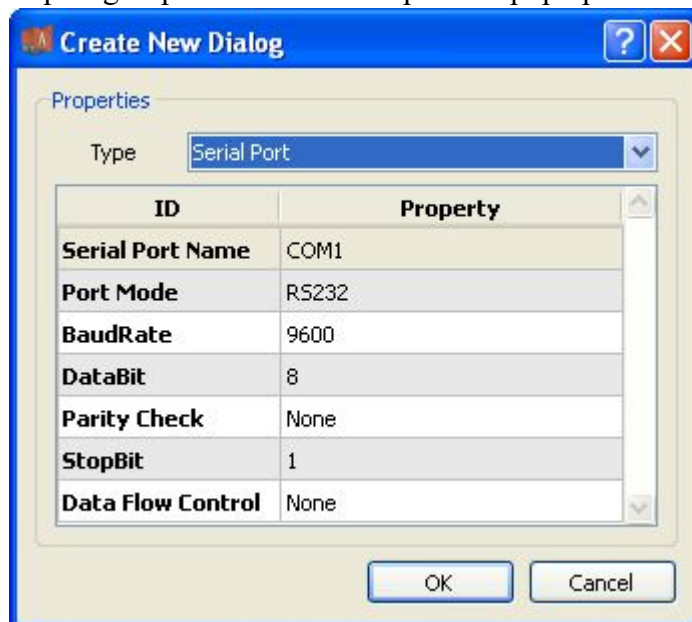 Create New Dialog
Properties
Type Serial Port
ID Property
Serial Port Name COM1
Port Mode RS232
BaudRate 9600
DataBit 8
Parity Check None
StopBit 1
Data Flow Control None
OK Cancel